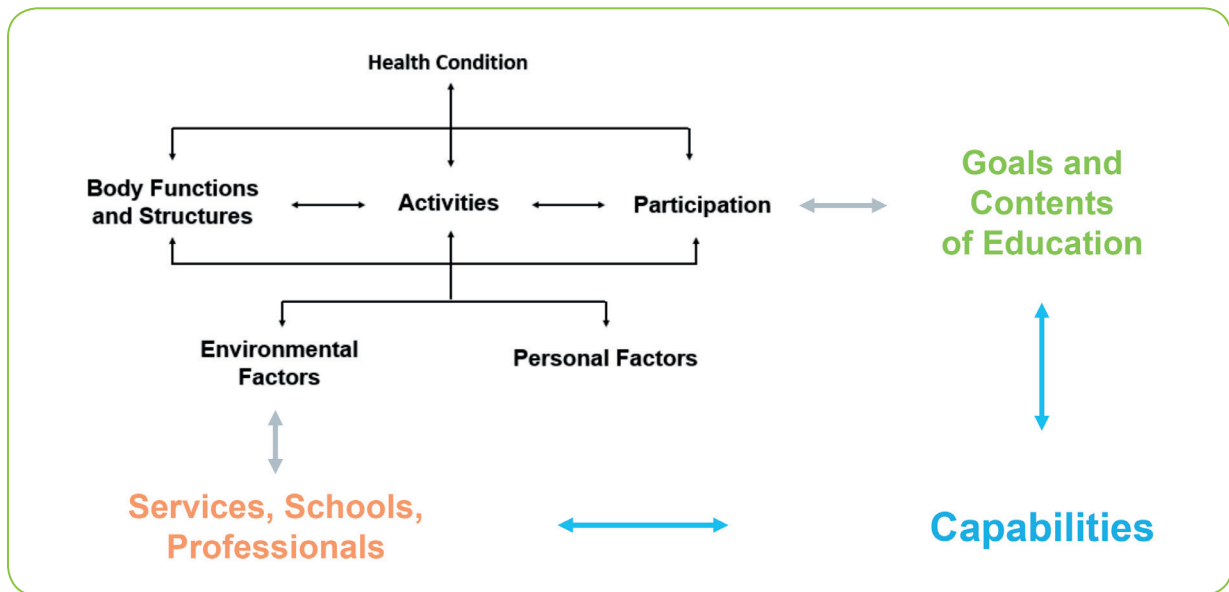 Health Condition
Body Functions
and Structures
Activities
Participation
Goals and
Contents
of Education
Environmental
Factors
Personal Factors
Services, Schools,
Professionals
Capabilities